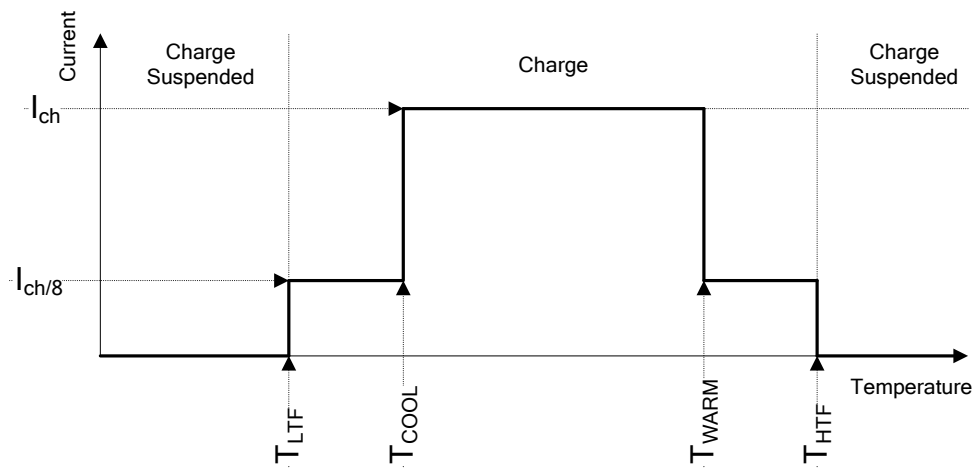 Current
Charge
Suspended
Charge
Charge
Suspended
Ich
Ich/8
Temperature
TLTF
TCOOL
TWARM
THTF